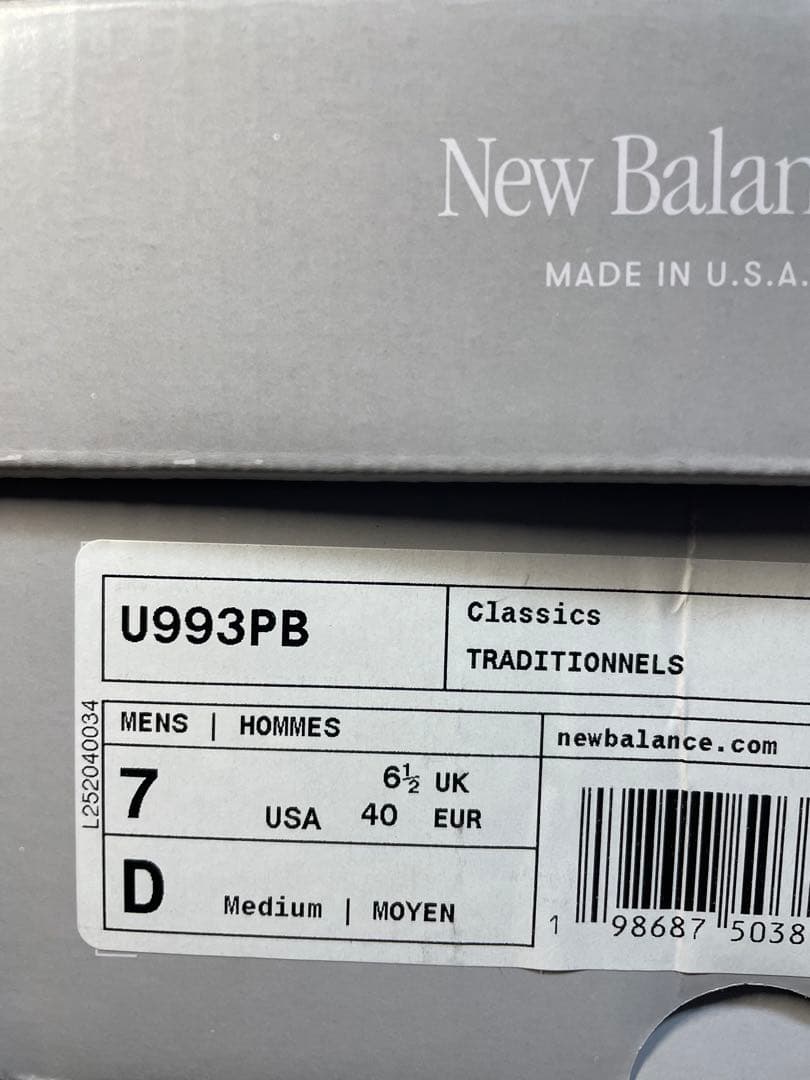 New Balan
MADE IN U.S.A.
U993PB
Classics
TRADITIONNELS
L252040034
MENS | HOMMES
newbalance.com
7
6½ UK
USA 40 EUR
D
Medium | MOYEN
1 98687 5038